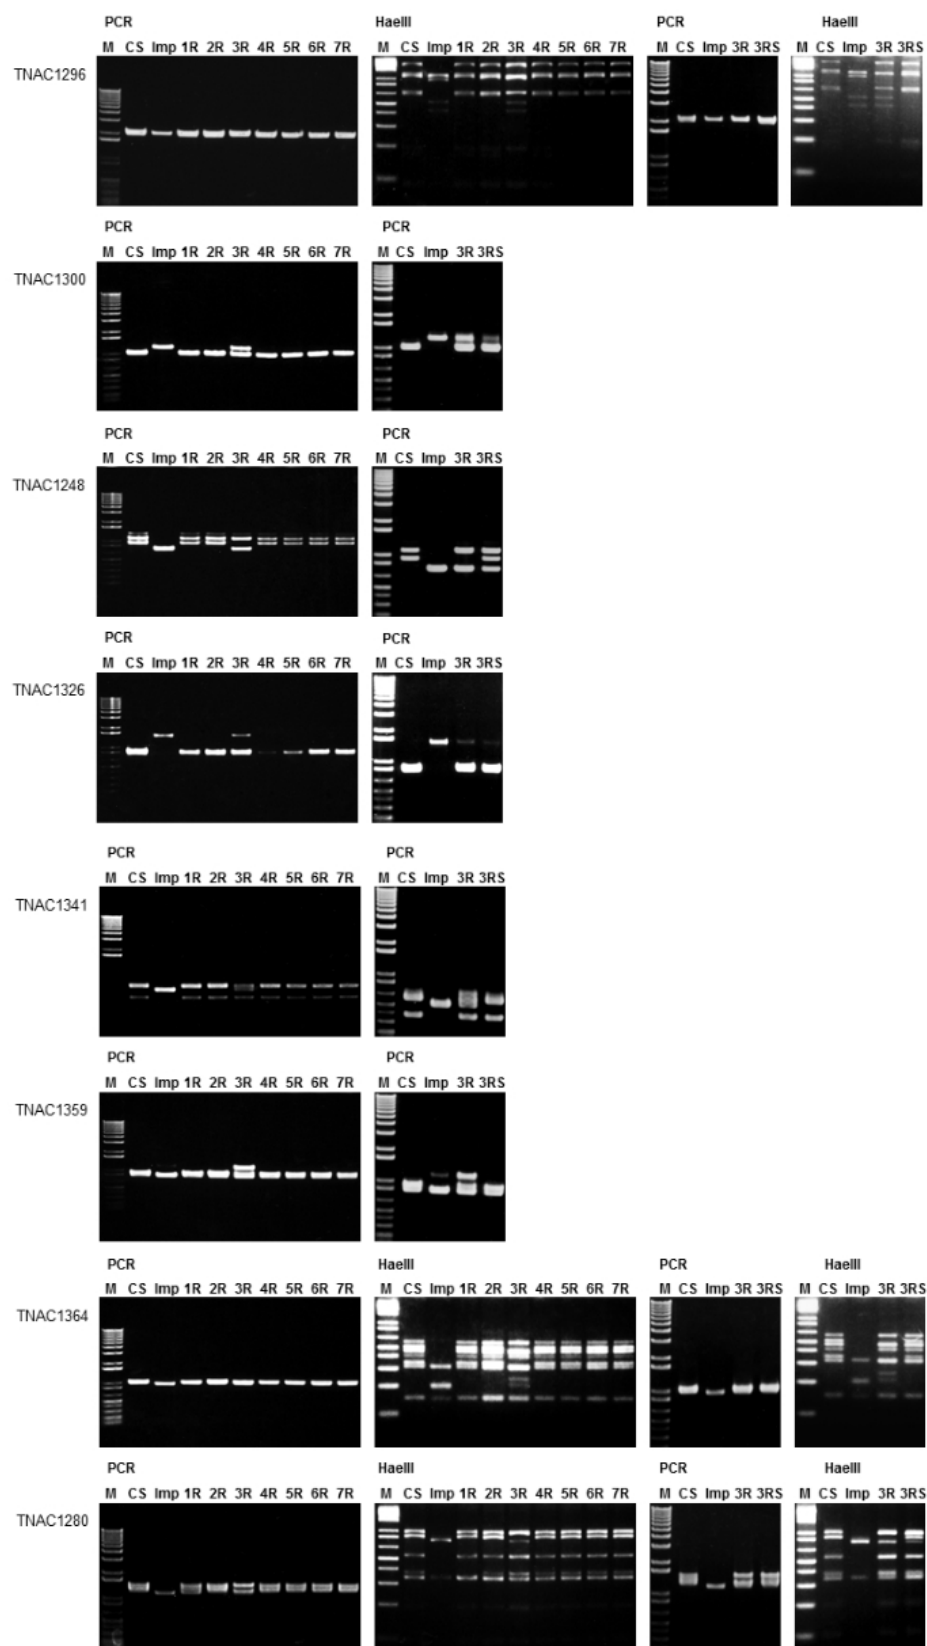 PCR HaeIII PCR HaeIII
M CS Imp 1R 2R 3R 4R 5R 6R 7R M CS Imp 1R 2R 3R 4R 5R 6R 7R M CS Imp 3R 3RS M CS Imp 3R 3RS
TNAC1296
PCR PCR
M CS Imp 1R 2R 3R 4R 5R 6R 7R M CS Imp 3R 3RS
TNAC1300
PCR PCR
M CS Imp 1R 2R 3R 4R 5R 6R 7R M CS Imp 3R 3RS
TNAC1248
PCR PCR
M CS Imp 1R 2R 3R 4R 5R 6R 7R M CS Imp 3R 3RS
TNAC1326
PCR PCR
M CS Imp 1R 2R 3R 4R 5R 6R 7R M CS Imp 3R 3RS
TNAC1341
PCR PCR
M CS Imp 1R 2R 3R 4R 5R 6R 7R M CS Imp 3R 3RS
TNAC1359
PCR HaeIII PCR HaeIII
M CS Imp 1R 2R 3R 4R 5R 6R 7R M CS Imp 1R 2R 3R 4R 5R 6R 7R M CS Imp 3R 3RS M CS Imp 3R 3RS
TNAC1364
PCR HaeIII PCR HaeIII
M CS Imp 1R 2R 3R 4R 5R 6R 7R M CS Imp 1R 2R 3R 4R 5R 6R 7R M CS Imp 3R 3RS M CS Imp 3R 3RS
TNAC1280